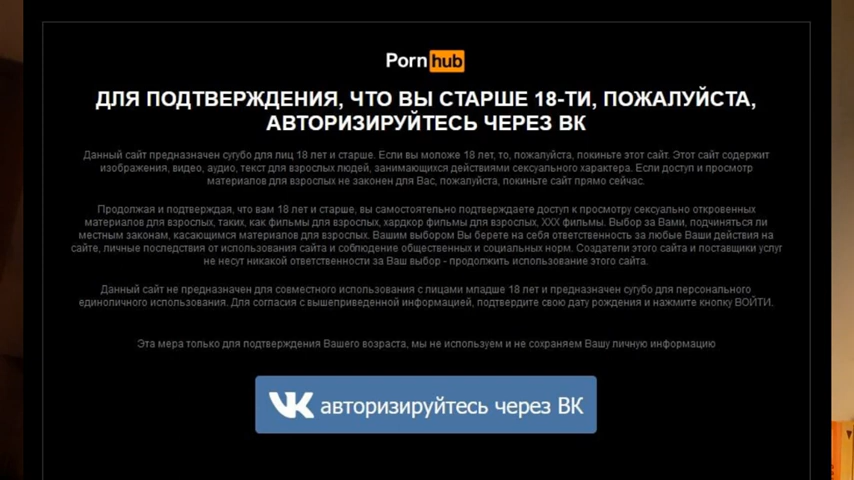 Porn hub
ДЛЯ ПОДТВЕРЖДЕНИЯ, ЧТО ВЫ СТАРШЕ 18-ТИ, ПОЖАЛУЙСТА,
АВТОРИЗИРУЙТЕСЬ ЧЕРЕЗ ВК
Данный сайт предназначен сугубо для лиц 18 лет и старше. Если вы моложе 18 лет, то, пожалуйста, покиньте этот сайт. Этот сайт содержит
изображения, видео, аудио, текст для взрослых людей, занимающихся действиями сексуального характера. Если доступ и просмотр
материалов для взрослых не законен для Вас, пожалуйста, покиньте сайт прямо сейчас.
Продолжая и подтверждая, что вам 18 лет и старше, вы самостоятельно подтверждаете доступ к просмотру сексуально откровенных
материалов для взрослых, таких, как фильмы для взрослых, хардкор фильмы для взрослых, XXX фильмы. Выбор за Вами, подчиняться ли
местным законам, касающимся материалов для взрослых. Вашим выбором Вы берете на себя ответственность за любые Ваши действия на
сайте, личные последствия от использования сайта и соблюдение общественных и социальных норм. Создатели этого сайта и поставщики услуг
не несут никакой ответственности за Ваш выбор - продолжить использование этого сайта.
Данный сайт не предназначен для совместного использования с лицами младше 18 лет и предназначен сугубо для персонального
единоличного использования. Для согласия с вышеприведенной информацией, подтвердите свою дату рождения и нажмите кнопку ВОЙТИ.
Эта мера только для подтверждения Вашего возраста, мы не используем и не сохраняем Вашу личную информацию
VK авторизируйтесь через ВК